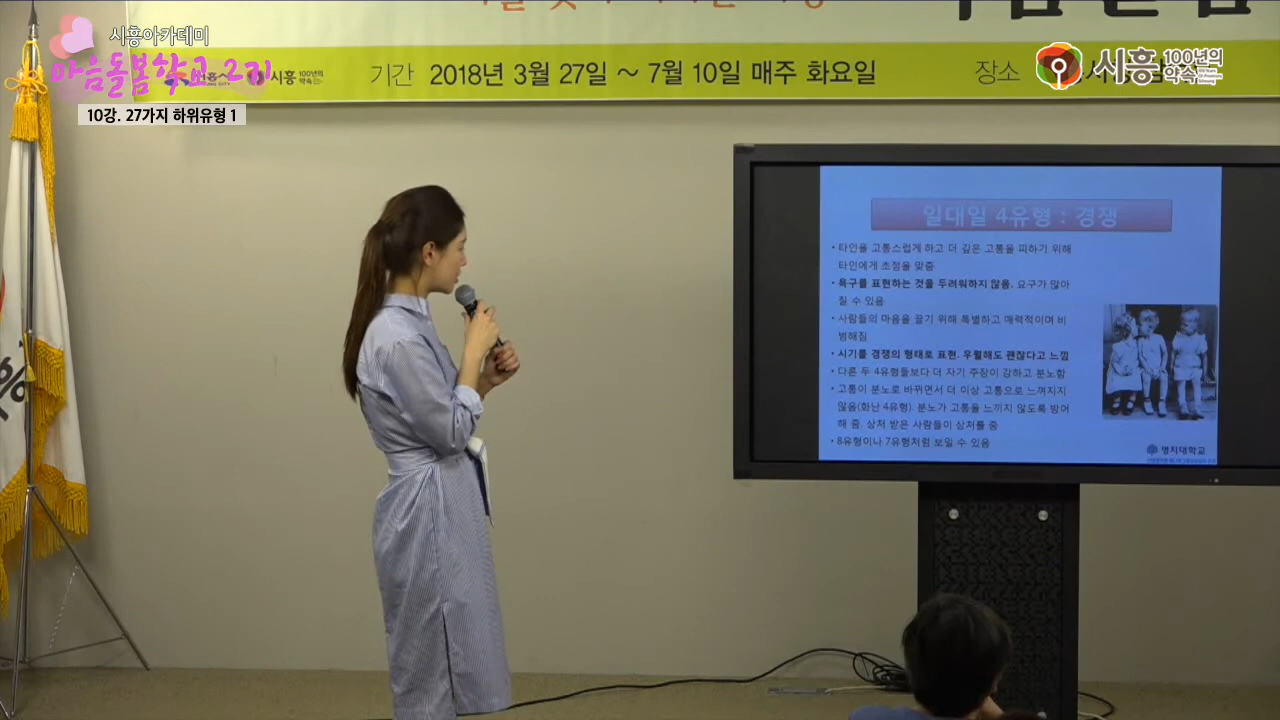 시흥아카데미
마음돌봄학교 2기
10강. 27가지 하위유형 1
시흥 100년의 약속
기간 2018년 3월 27일 ~ 7월 10일 매주 화요일
장소
시흥 100년의 약속
일대일 4유형 : 경쟁
• 타인을 고통스럽게 하고 더 깊은 고통을 피하기 위해
타인에게 초점을 맞춤
• 욕구를 표현하는 것을 두려워하지 않음. 요구가 많아
질 수 있음
• 사람들의 마음을 끌기 위해 특별하고 매력적이며 비
범해짐
• 시기를 경쟁의 형태로 표현. 우월해도 괜찮다고 느낌
• 다른 두 4유형들보다 더 자기 주장이 강하고 분노함
• 고통이 분노로 바뀌면서 더 이상 고통으로 느껴지지
않음(화난 4유형). 분노가 고통을 느끼지 않도록 방어
해 줌. 상처 받은 사람들이 상처를 줌
• 8유형이나 7유형처럼 보일 수 있음
명지대학교